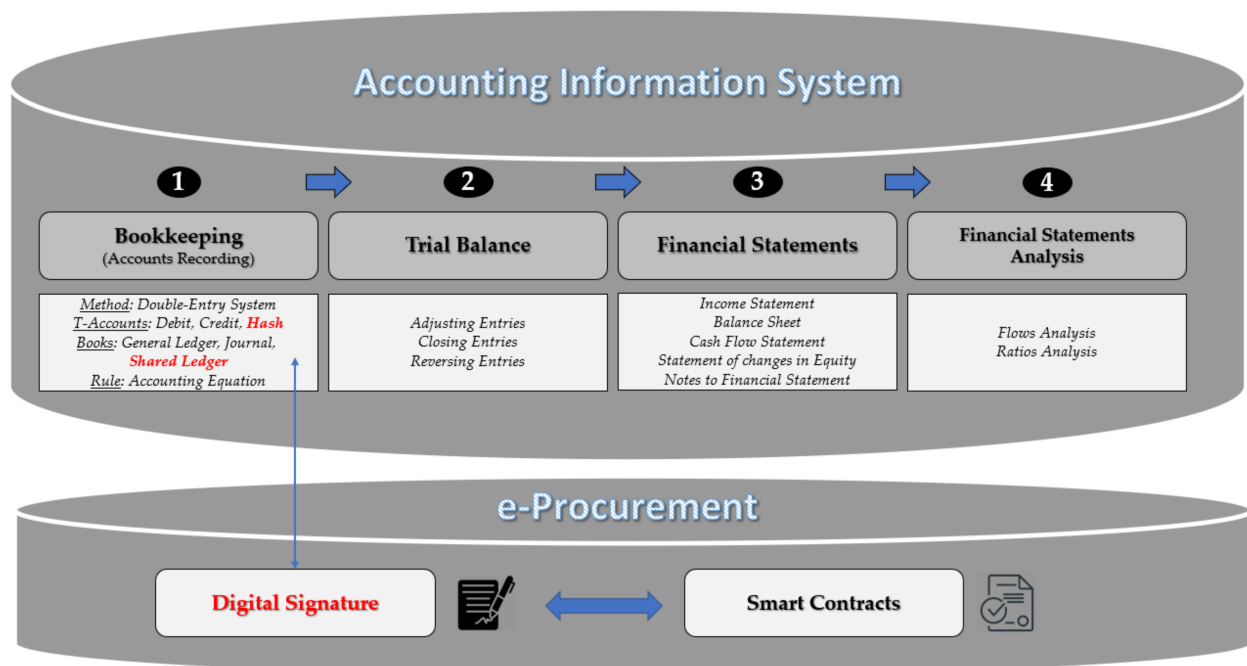 Accounting Information System
1
2
3
4
Bookkeeping
(Accounts Recording)
Trial Balance
Financial Statements
Financial Statements
Analysis
Method: Double-Entry System
T-Accounts: Debit, Credit, Hash
Books: General Ledger, Journal,
Shared Ledger
Rule: Accounting Equation
Adjusting Entries
Closing Entries
Reversing Entries
Income Statement
Balance Sheet
Cash Flow Statement
Statement of changes in Equity
Notes to Financial Statement
Flows Analysis
Ratios Analysis
e-Procurement
Digital Signature
Smart Contracts